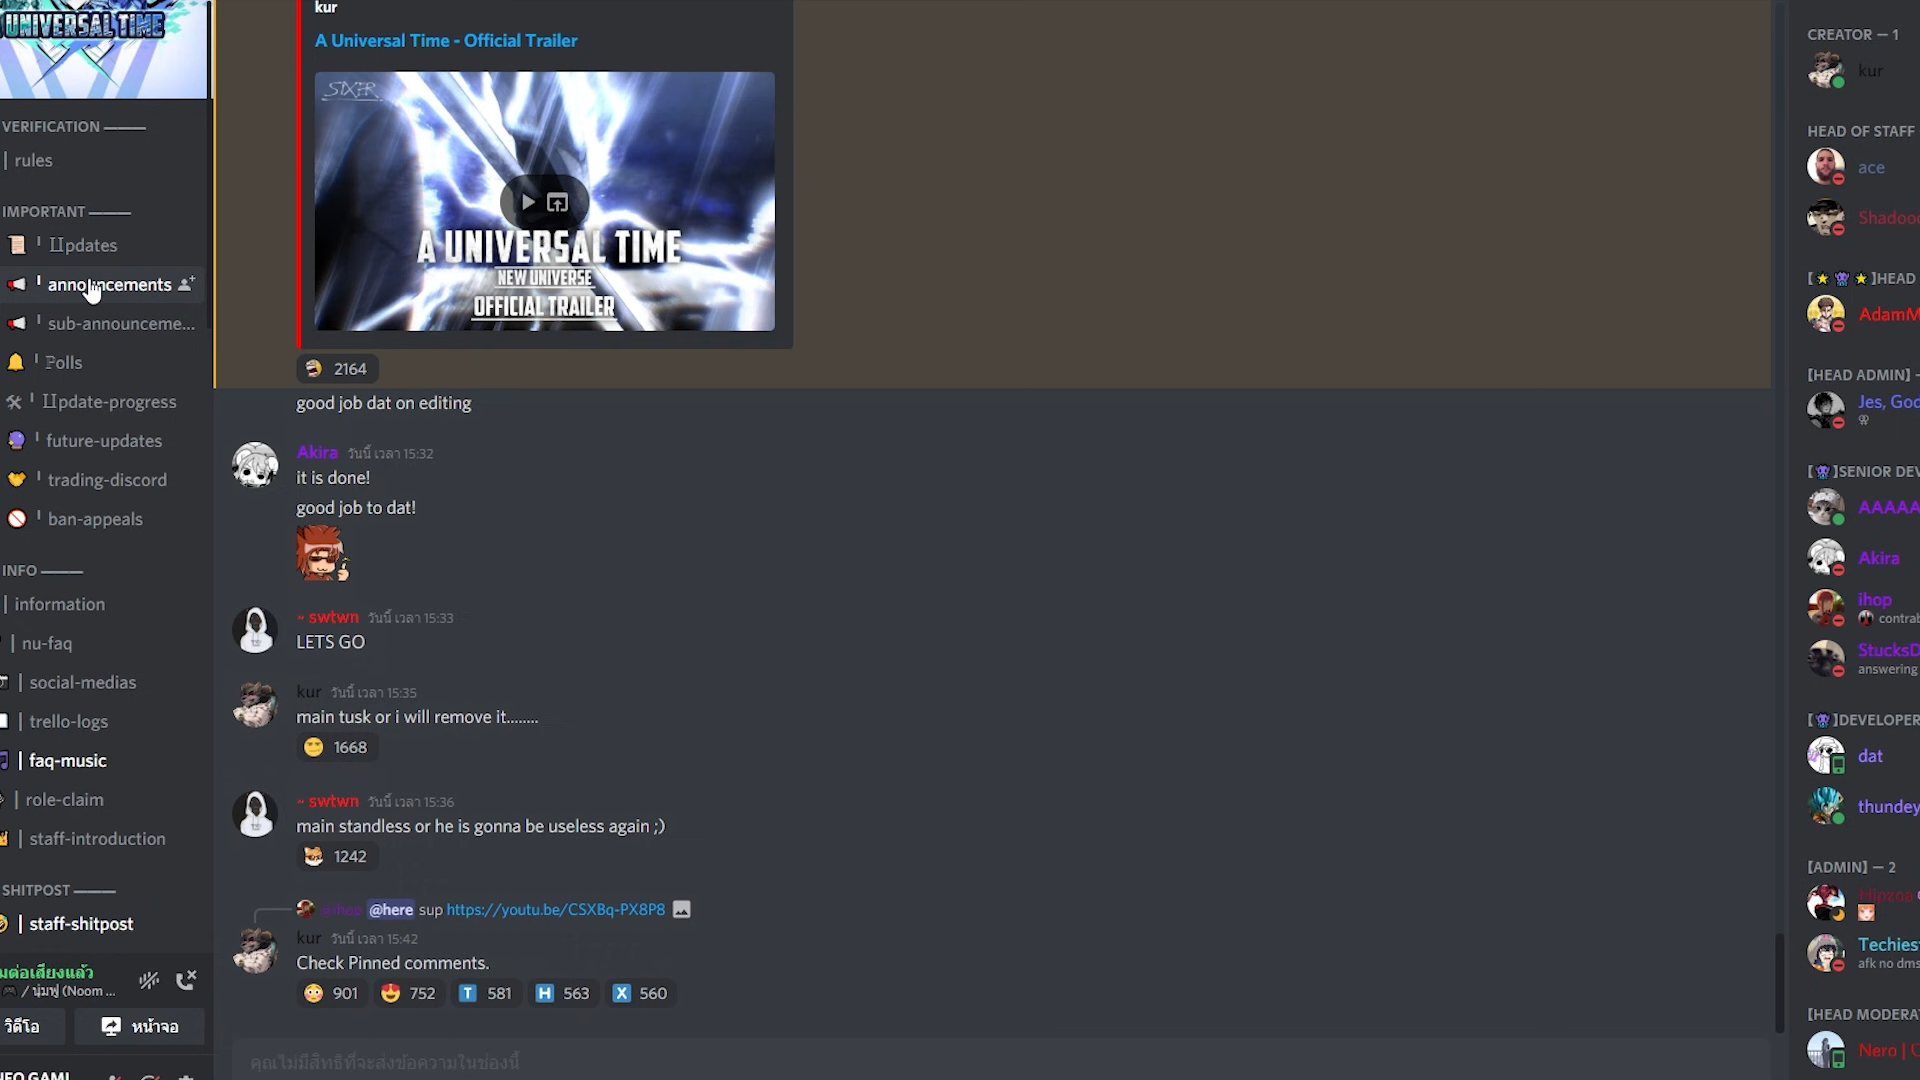 UNIVERSAL TIME
VERIFICATION
rules
IMPORTANT
Updates
announcements
sub-announceme...
Polls
Update-progress
future-updates
trading-discord
ban-appeals
INFO
information
nu-faq
social-medias
trello-logs
faq-music
role-claim
staff-introduction
SHITPOST
staff-shitpost
มต่อเสียงแล้ว
/ นุ่มฟู (Noom ...
วิดีโอ
หน้าจอ
kur
A Universal Time - Official Trailer
A UNIVERSAL TIME
NEW UNIVERSE
OFFICIAL TRAILER
2164
good job dat on editing
Akira วันนี้ เวลา 15:32
it is done!
good job to dat!
~ swtwn วันนี้ เวลา 15:33
LETS GO
kur วันนี้ เวลา 15:35
main tusk or i will remove it........
1668
~ swtwn วันนี้ เวลา 15:36
main standless or he is gonna be useless again ;)
1242
@ihop @here sup https://youtu.be/CSXBq-PX8P8
kur วันนี้ เวลา 15:42
Check Pinned comments.
901 752 T 581 H 563 X 560
คุณไม่มีสิทธิที่จะส่งข้อความในช่องนี้
CREATOR — 1
kur
HEAD OF STAFF
ace
Shadoo
[ ]HEAD
AdamM
[HEAD ADMIN] -
Jes, Goc
[ ]SENIOR DEV
AAAAA
Akira
ihop
contrab
StucksD
answering
[ ]DEVELOPER
dat
thundey
[ADMIN] — 2
Techiest
afk no dms
[HEAD MODERAT
Nero |